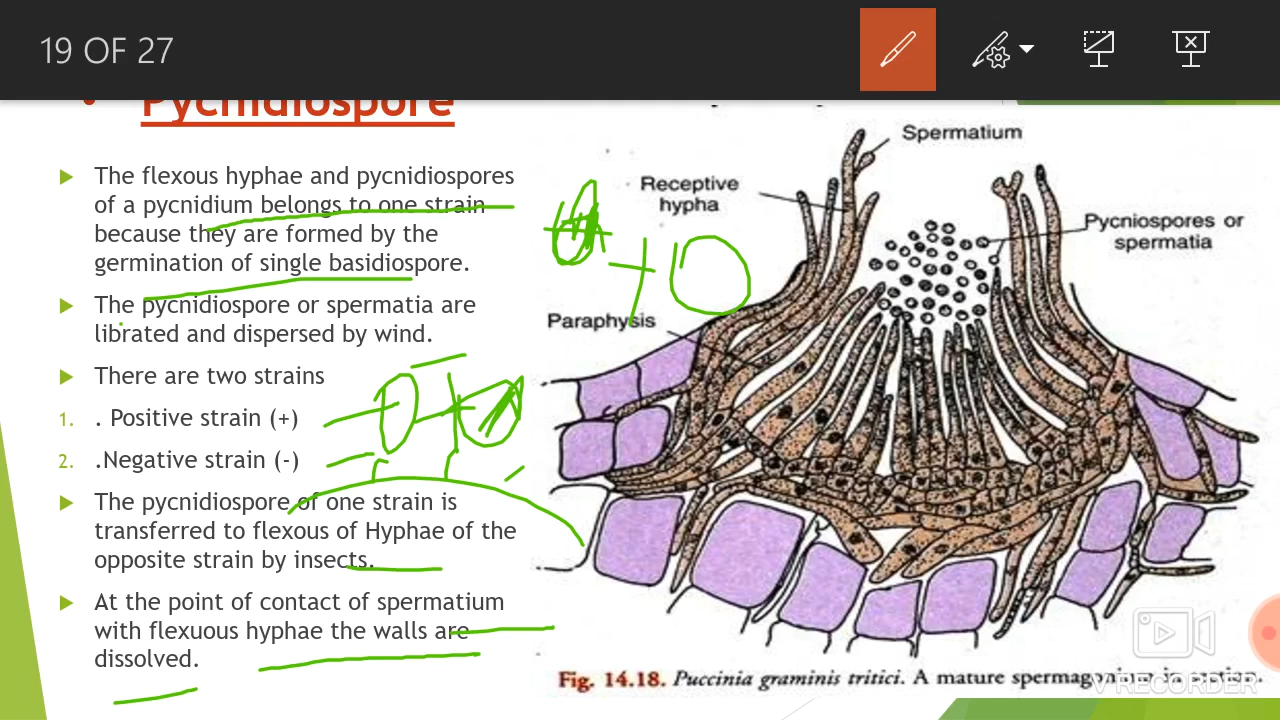 19 OF 27
• Pycnidiospore
The flexous hyphae and pycnidiospores
of a pycnidium belongs to one strain
because they are formed by the
germination of single basidiospore.
The pycnidiospore or spermatia are
librated and dispersed by wind.
There are two strains
1. . Positive strain (+)
2. .Negative strain (-)
The pycnidiospore of one strain is
transferred to flexous of Hyphae of the
opposite strain by insects.
At the point of contact of spermatium
with flexuous hyphae the walls are
dissolved.
Spermatium
Receptive
hypha
Pycniospores or
spermatia
Paraphysis
Fig. 14.18. Puccinia graminis tritici. A mature spermagonium in section.
V RECORDER